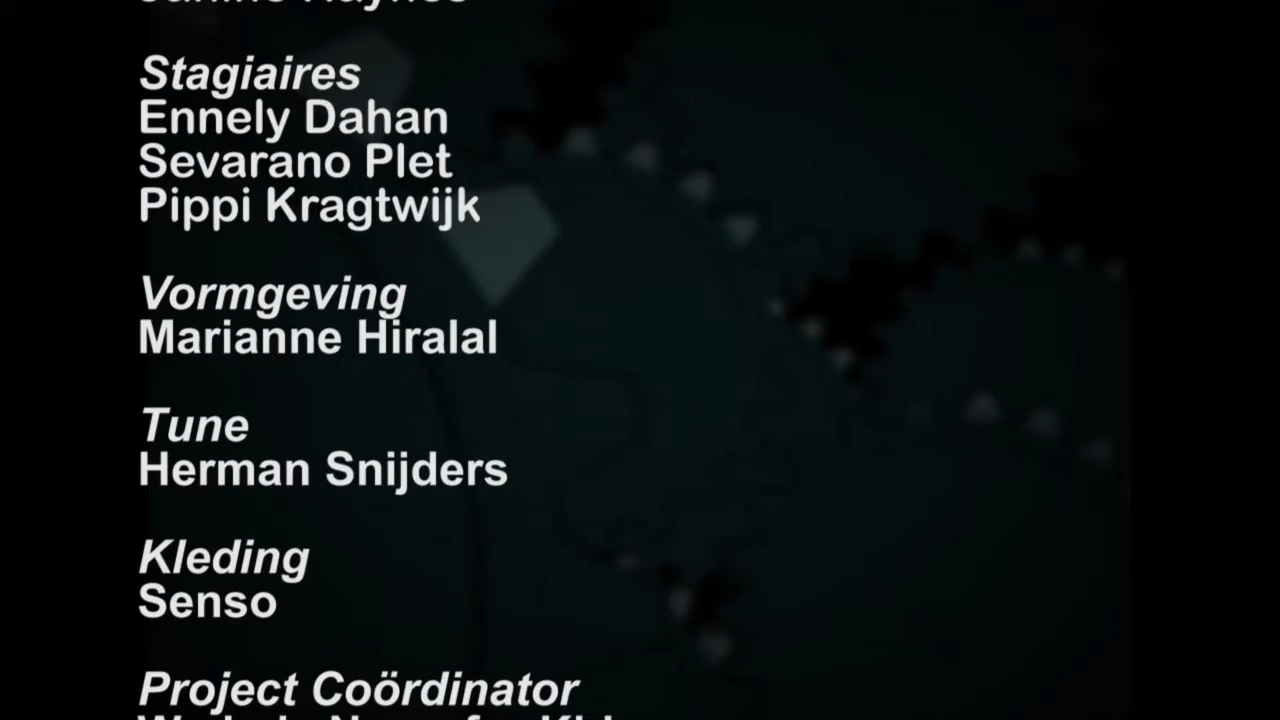 Stagiaires
Ennely Dahan
Sevarano Plet
Pippi Kragtwijk
Vormgeving
Marianne Hiralal
Tune
Herman Snijders
Kleding
Senso
Project Coördinator